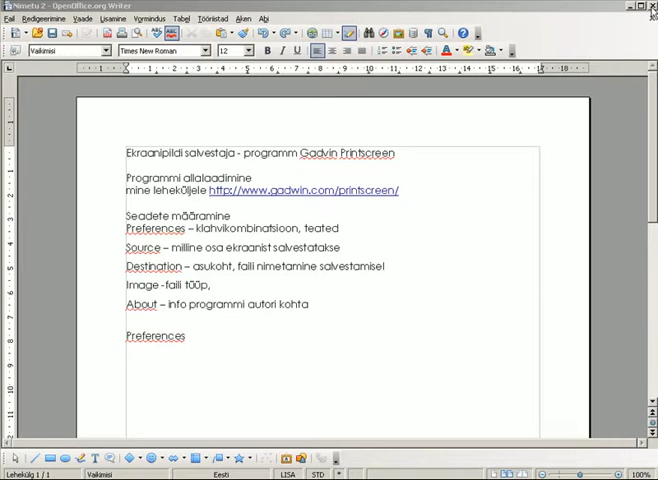 Nimetu 2 - OpenOffice.org Writer
Fail Redigeerimine Vaade Lisamine Vormindus Tabel Tööriistad Aken Abi
Vaikimisi Times New Roman 12
Ekraanipildi salvestaja - programm Gadvin Printscreen
Programmi allalaadimine
mine leheküljele http://www.gadwin.com/printscreen/
Seadete määramine
Preferences – klahvikombinatsioon, teated
Source – milline osa ekraanist salvestatakse
Destination – asukoht, faili nimetamine salvestamisel
Image -faili tüüp,
About – info programmi autori kohta
Preferences
Lehekülg 1 / 1 Vaikimisi Eesti LISA STD * 100%